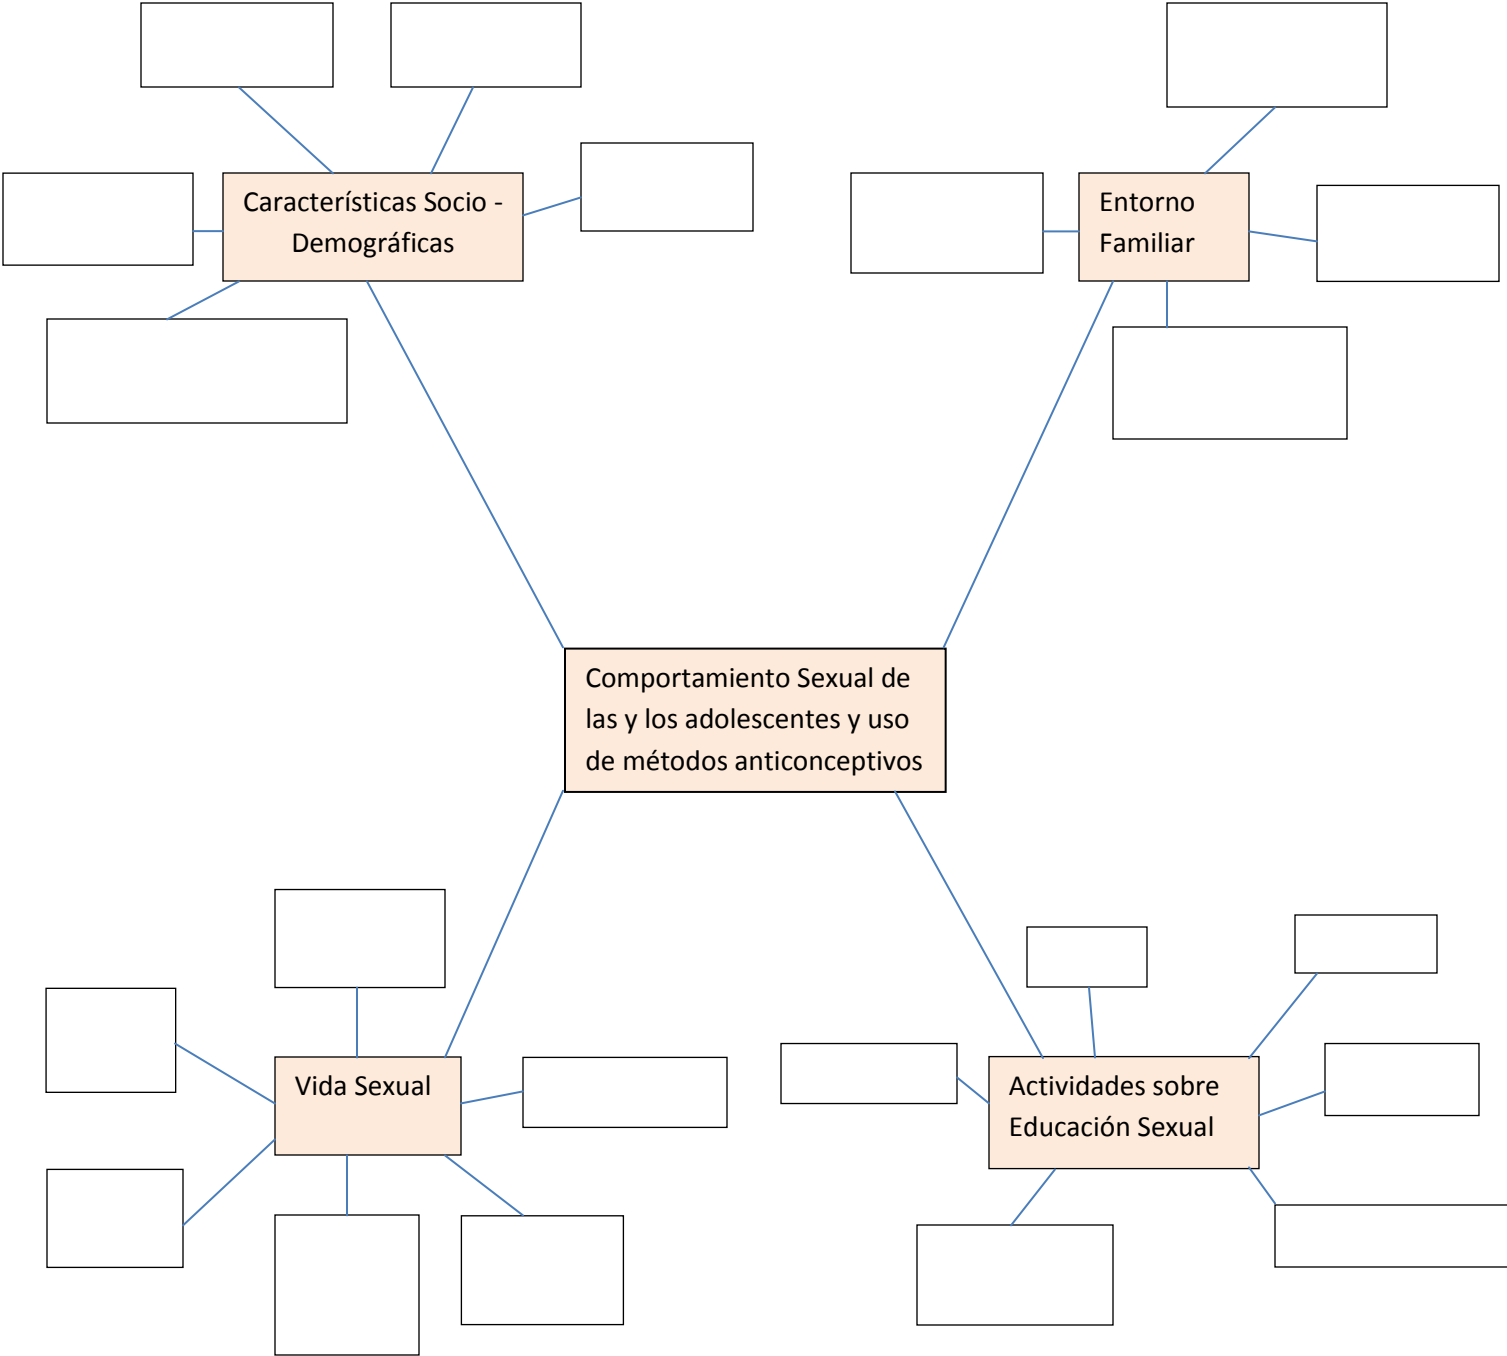 Característícas Socio -
Demográficas
Entorno
Familiar
Comportamiento Sexual de
las y los adolescentes y uso
de métodos anticonceptivos
Vida Sexual
Actividades sobre
Educación Sexual